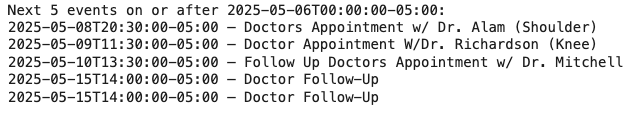 Next 5 events on or after 2025-05-06T00:00:00-05:00:
2025-05-08T20:30:00-05:00 — Doctors Appointment w/ Dr. Alam (Shoulder)
2025-05-09T11:30:00-05:00 — Doctor Appointment W/Dr. Richardson (Knee)
2025-05-10T13:30:00-05:00 — Follow Up Doctors Appointment w/ Dr. Mitchell
2025-05-15T14:00:00-05:00 — Doctor Follow-Up
2025-05-15T14:00:00-05:00 — Doctor Follow-Up